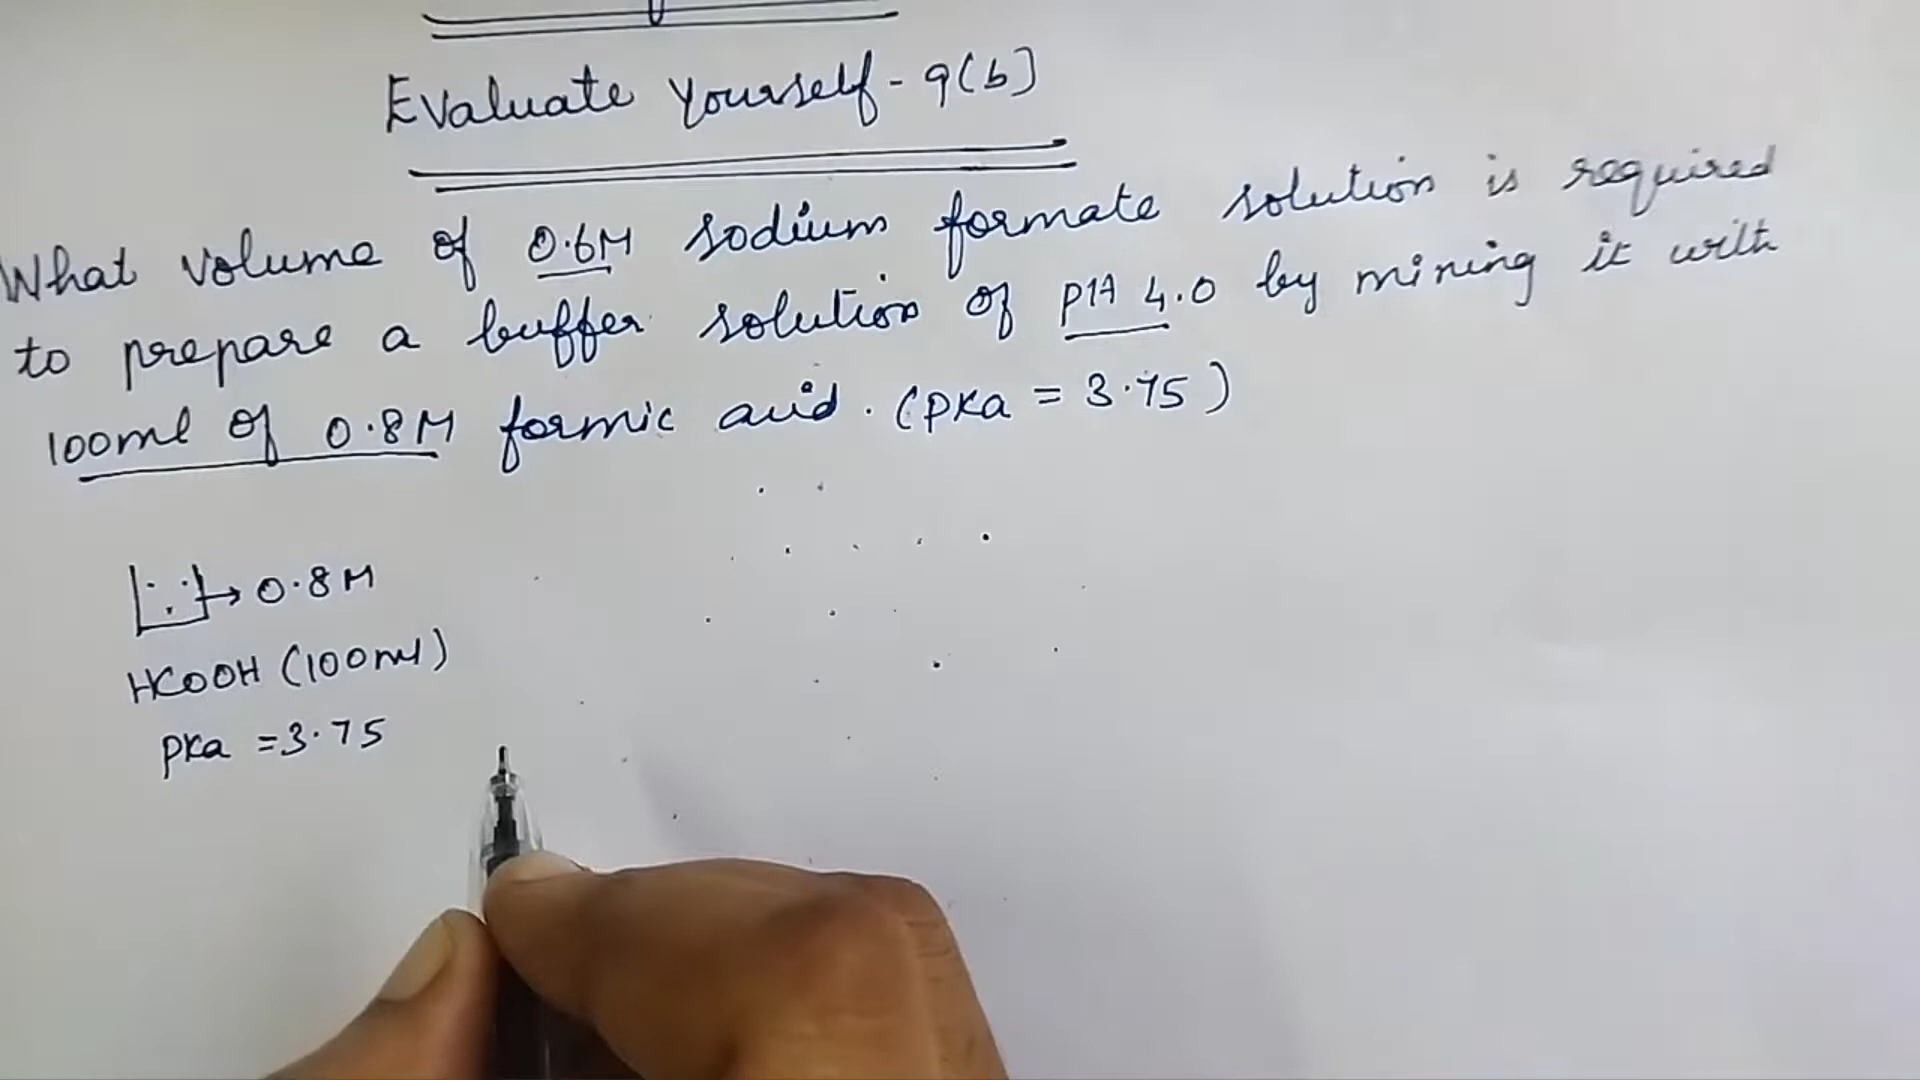 Evaluate yourself - 9(b)
What volume of 0.6M sodium formate solution is required
to prepare a buffer solution of pH 4.0 by mixing it with
100ml of 0.8M formic acid. (pKa = 3.75)
→ 0.8M
HCOOH (100ml)
pKa = 3.75